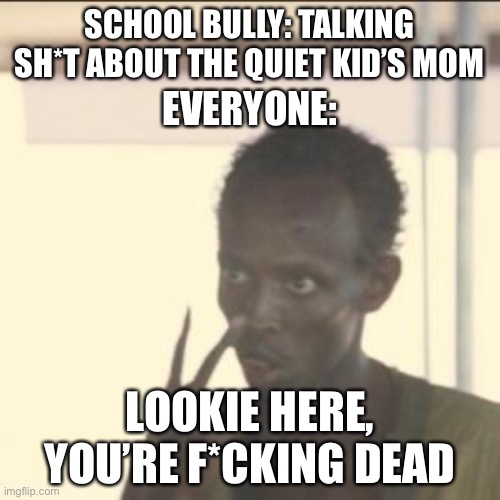 SCHOOL BULLY: TALKING
SH*T ABOUT THE QUIET KID’S MOM
EVERYONE:
LOOKIE HERE,
YOU’RE F*CKING DEAD
imgflip.com